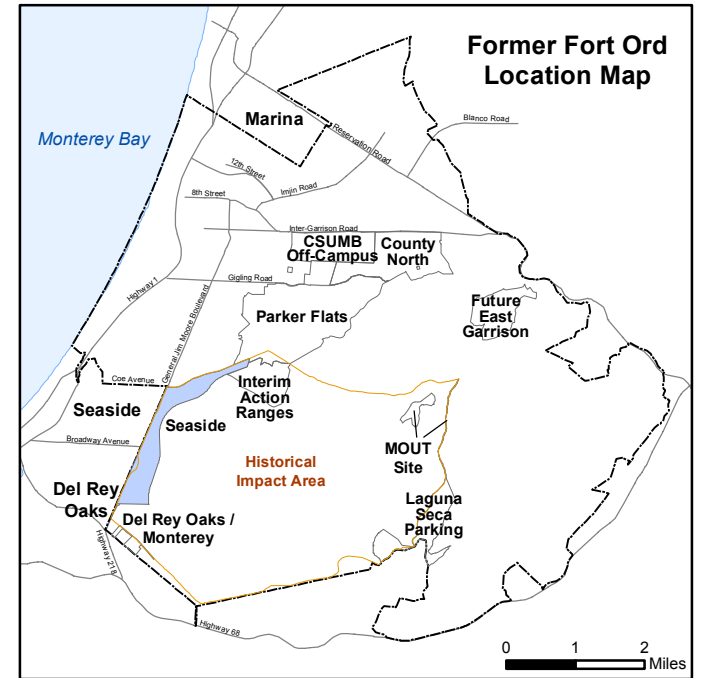 Former Fort Ord
Location Map
Marina
Blanco Road
Monterey Bay
Reservation Road
12th Street
Imjin Road
8th Street
Inter-Garrison Road
CSUMB
Off-Campus
County
North
Gigling Road
Highway 1
General Jim Moore Boulevard
Future
East
Garrison
Parker Flats
Coe Avenue
Interim
Action
Ranges
Seaside
Seaside
Broadway Avenue
MOUT
Site
Historical
Impact Area
Del Rey
Oaks
Laguna
Seca
Parking
Del Rey Oaks /
Monterey
Highway 218
Highway 68
0 1 2
Miles